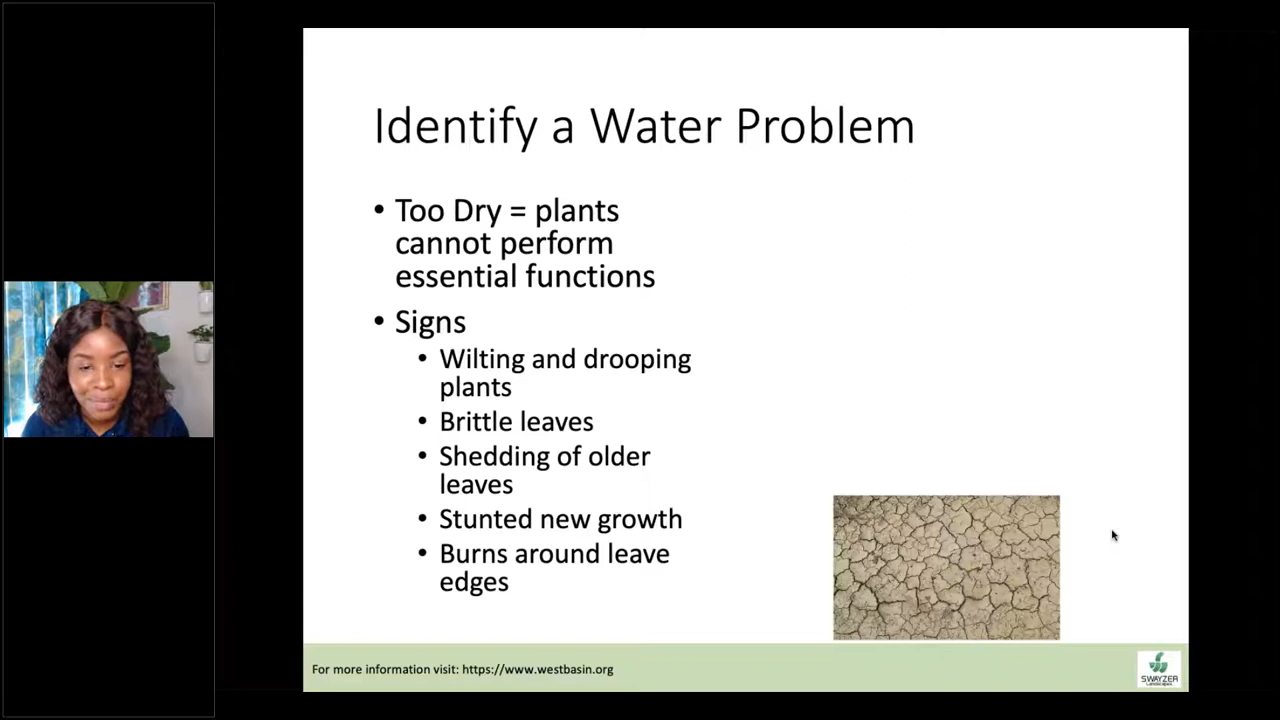 Identify a Water Problem
• Too Dry = plants
cannot perform
essential functions
• Signs
• Wilting and drooping
plants
• Brittle leaves
• Shedding of older
leaves
• Stunted new growth
• Burns around leave
edges
For more information visit: https://www.westbasin.org
SWAYZER
Landscapes